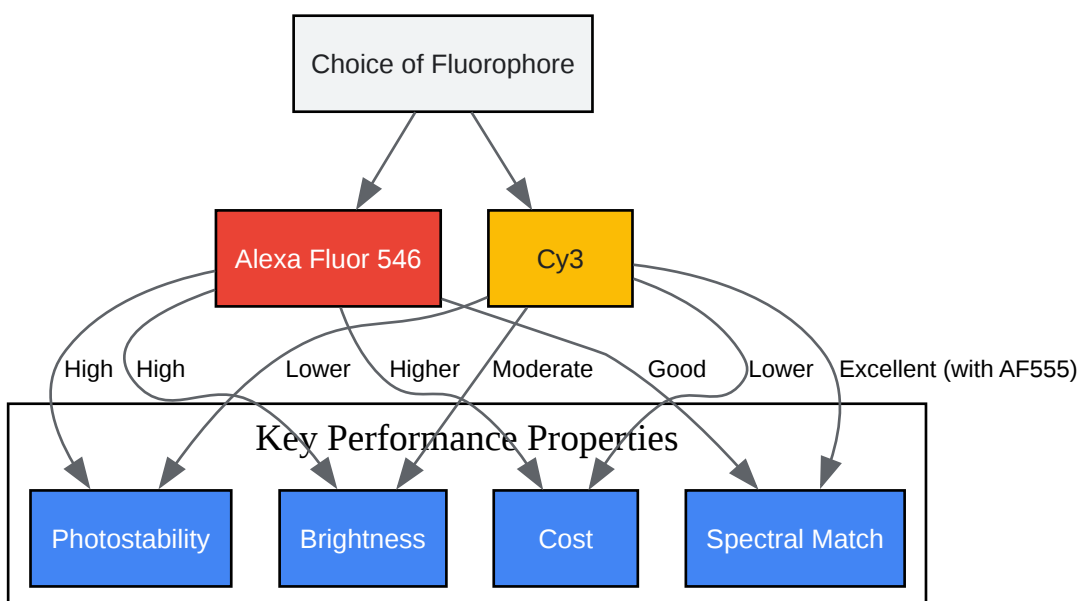 Choice of Fluorophore
Alexa Fluor 546
Cy3
High
High
Lower
Higher
Moderate
Good
Lower
Excellent (with AF555)
Key Performance Properties
Photostability
Brightness
Cost
Spectral Match